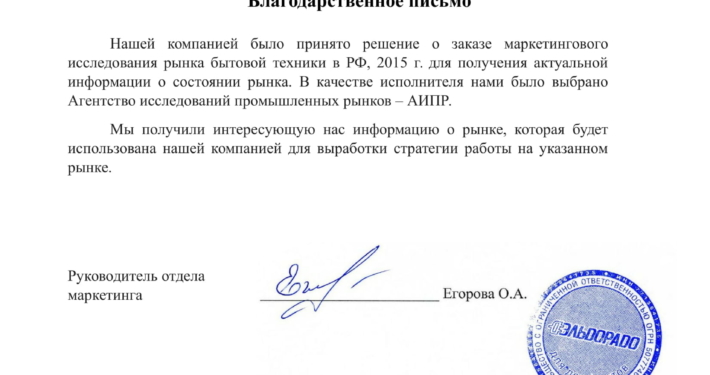 Благодарственное письмо
Нашей компанией было принято решение о заказе маркетингового
исследования рынка бытовой техники в РФ, 2015 г. для получения актуальной
информации о состоянии рынка. В качестве исполнителя нами было выбрано
Агентство исследований промышленных рынков – АИПР.
Мы получили интересующую нас информацию о рынке, которая будет
использована нашей компанией для выработки стратегии работы на указанном
рынке.
Руководитель отдела
маркетинга
Егорова О.А.
С ОГРАНИЧЕННОЙ ОТВЕТСТВЕННОСТЬЮ ОГРН
ЭЛЬДОРАДО